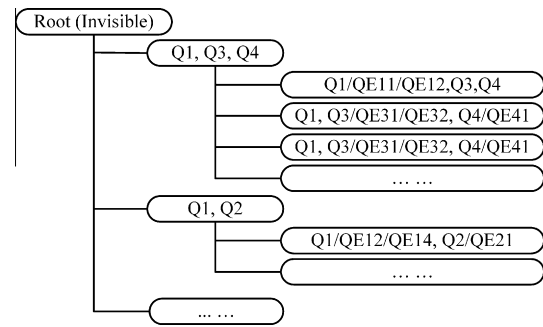 Root (Invisible)
Q1, Q3, Q4
Q1/QE11/QE12,Q3,Q4
Q1, Q3/QE31/QE32, Q4/QE41
Q1, Q3/QE31/QE32, Q4/QE41
... ...
Q1, Q2
Q1/QE12/QE14, Q2/QE21
... ...
... ...